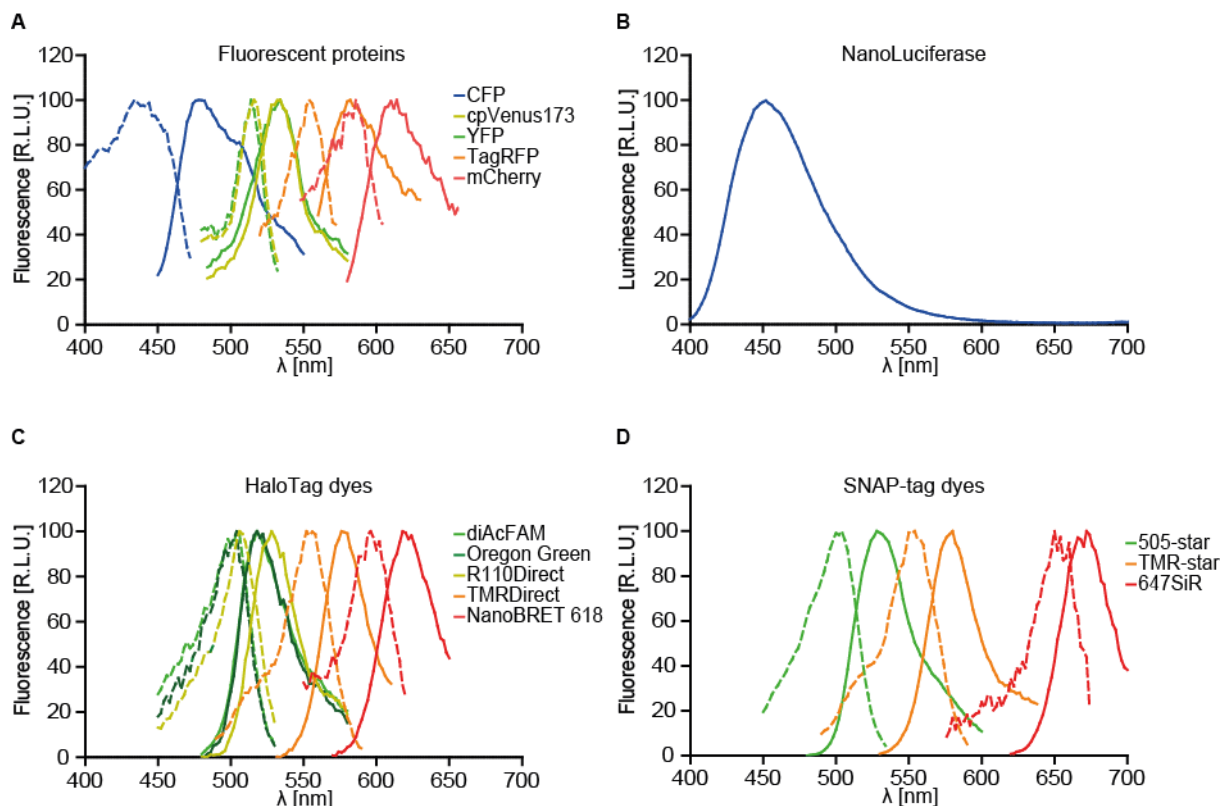 A
Fluorescent proteins
Fluorescence [R.L.U.]
120
100
80
60
40
20
0
400 450 500 550 600 650 700
λ [nm]
CFP
cpVenus173
YFP
TagRFP
mCherry
B
NanoLuciferase
Luminescence [R.L.U.]
120
100
80
60
40
20
0
400 450 500 550 600 650 700
λ [nm]
C
HaloTag dyes
Fluorescence [R.L.U.]
120
100
80
60
40
20
0
400 450 500 550 600 650 700
λ [nm]
diAcFAM
Oregon Green
R110Direct
TMRDirect
NanoBRET 618
D
SNAP-tag dyes
Fluorescence [R.L.U.]
120
100
80
60
40
20
0
400 450 500 550 600 650 700
λ [nm]
505-star
TMR-star
647SiR